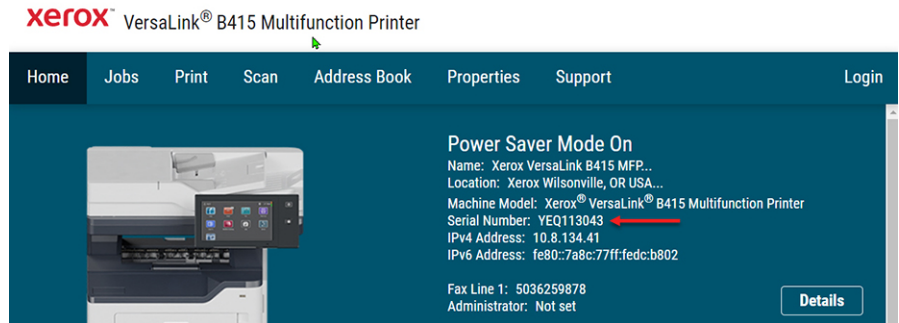 xerox™ VersaLink® B415 Multifunction Printer
Home Jobs Print Scan Address Book Properties Support Login
Power Saver Mode On
Name: Xerox VersaLink B415 MFP...
Location: Xerox Wilsonville, OR USA...
Machine Model: Xerox® VersaLink® B415 Multifunction Printer
Serial Number: YEQ113043
IPv4 Address: 10.8.134.41
IPv6 Address: fe80::7a8c:77ff:fedc:b802
Fax Line 1: 5036259878
Administrator: Not set
Details